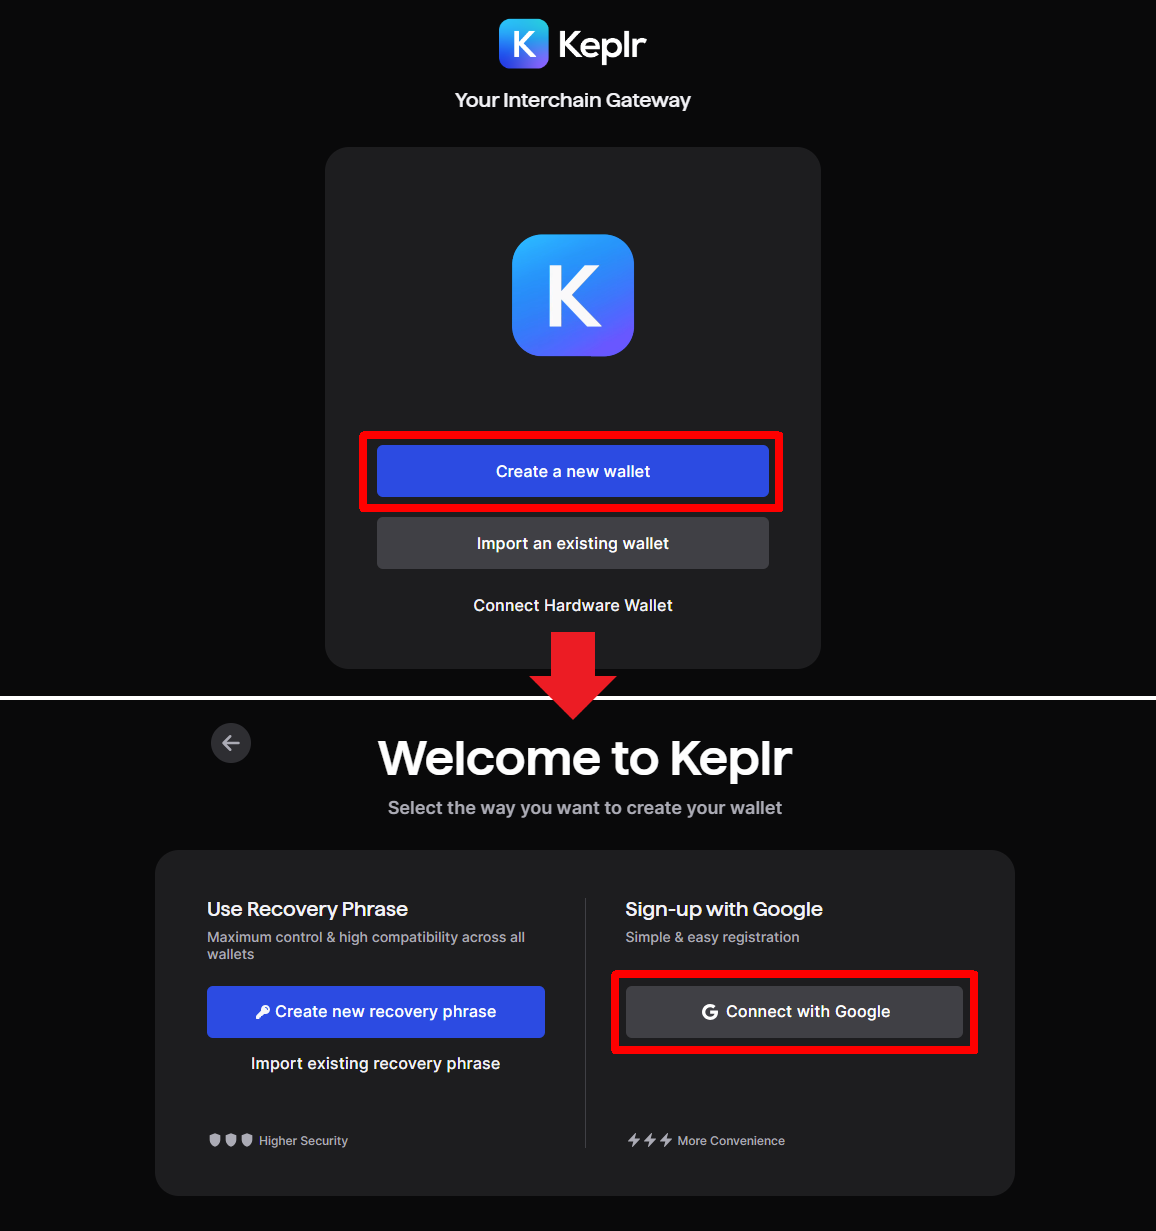 K Keplr
Your Interchain Gateway
K
Create a new wallet
Import an existing wallet
Connect Hardware Wallet
Welcome to Keplr
Select the way you want to create your wallet
Use Recovery Phrase
Maximum control & high compatibility across all
wallets
Create new recovery phrase
Import existing recovery phrase
Higher Security
Sign-up with Google
Simple & easy registration
G Connect with Google
More Convenience